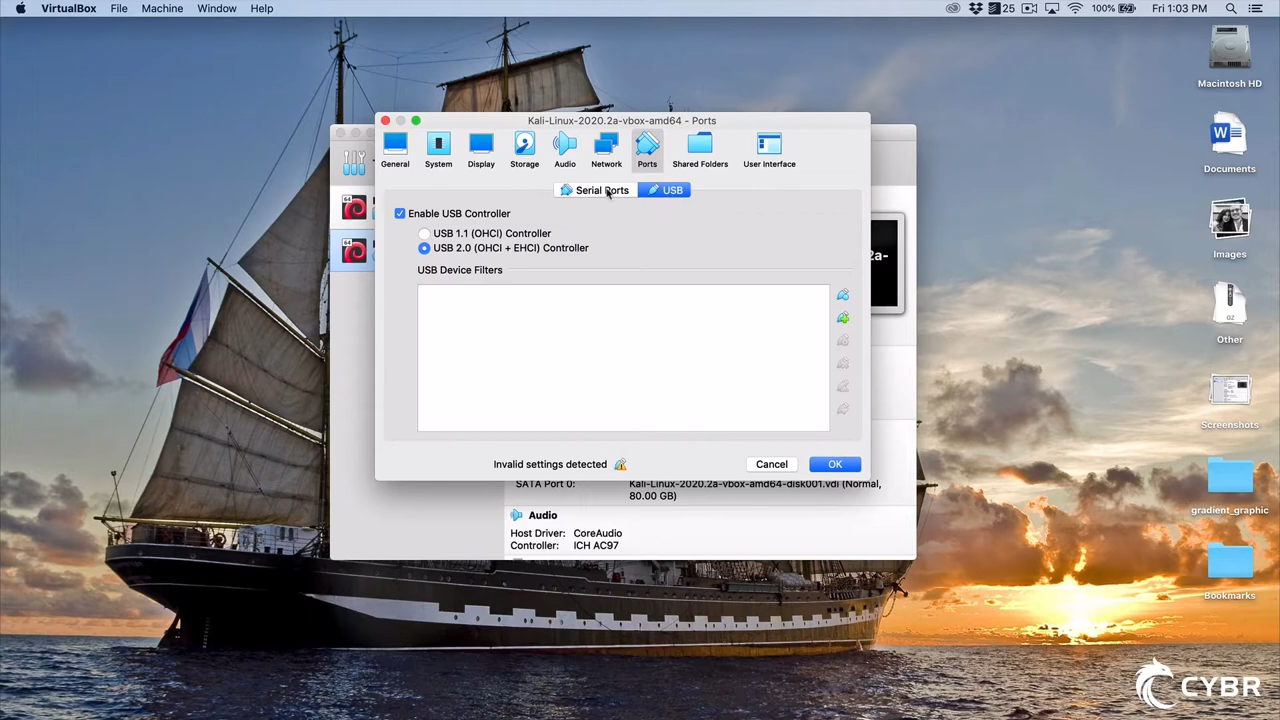 VirtualBox File Machine Window Help 25 100% Fri 1:03 PM
Kali-Linux-2020.2a-vbox-amd64 - Ports
General System Display Storage Audio Network Ports Shared Folders User Interface
Serial Ports USB
Enable USB Controller
USB 1.1 (OHCI) Controller
USB 2.0 (OHCI + EHCI) Controller
USB Device Filters
Invalid settings detected
Cancel OK
64
64
2a-
SATA Port 0: Kali-Linux-2020.2a-vbox-amd64-disk001.vdi (Normal,
80.00 GB)
Audio
Host Driver: CoreAudio
Controller: ICH AC97
Macintosh HD
W
Documents
Images
GZ
Other
Screenshots
gradient_graphic
Bookmarks
CYBR